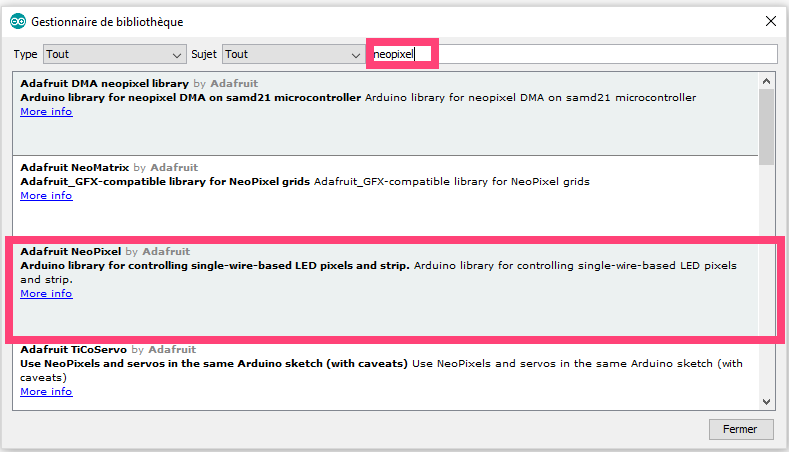 Gestionnaire de bibliothèque
Type Tout Sujet Tout neopixel
Adafruit DMA neopixel library by Adafruit
Arduino library for neopixel DMA on samd21 microcontroller Arduino library for neopixel DMA on samd21 microcontroller
More info
Adafruit NeoMatrix by Adafruit
Adafruit_GFX-compatible library for NeoPixel grids Adafruit_GFX-compatible library for NeoPixel grids
More info
Adafruit NeoPixel by Adafruit
Arduino library for controlling single-wire-based LED pixels and strip. Arduino library for controlling single-wire-based LED pixels
and strip.
More info
Adafruit TiCoServo by Adafruit
Use NeoPixels and servos in the same Arduino sketch (with caveats) Use NeoPixels and servos in the same Arduino sketch (with
caveats)
More info
Fermer